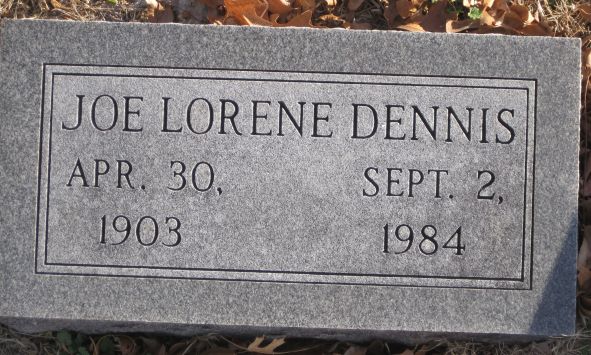 JOE LORENE DENNIS
APR. 30, SEPT. 2,
1903 1984